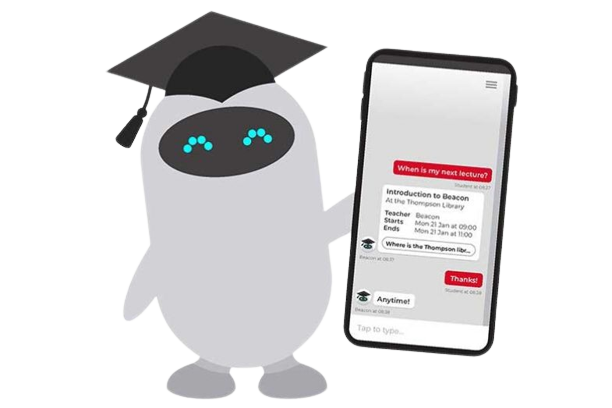 When is my next lecture?
Student at 08:27
Introduction to Beacon
At the Thompson Library
Teacher Beacon
Starts Mon 21 Jan at 09:00
Ends Mon 21 Jan at 11:00
Where is the Thompson libr...
Beacon at 08:27
Thanks!
Student at 08:28
Anytime!
Beacon at 08:28
Tap to type...